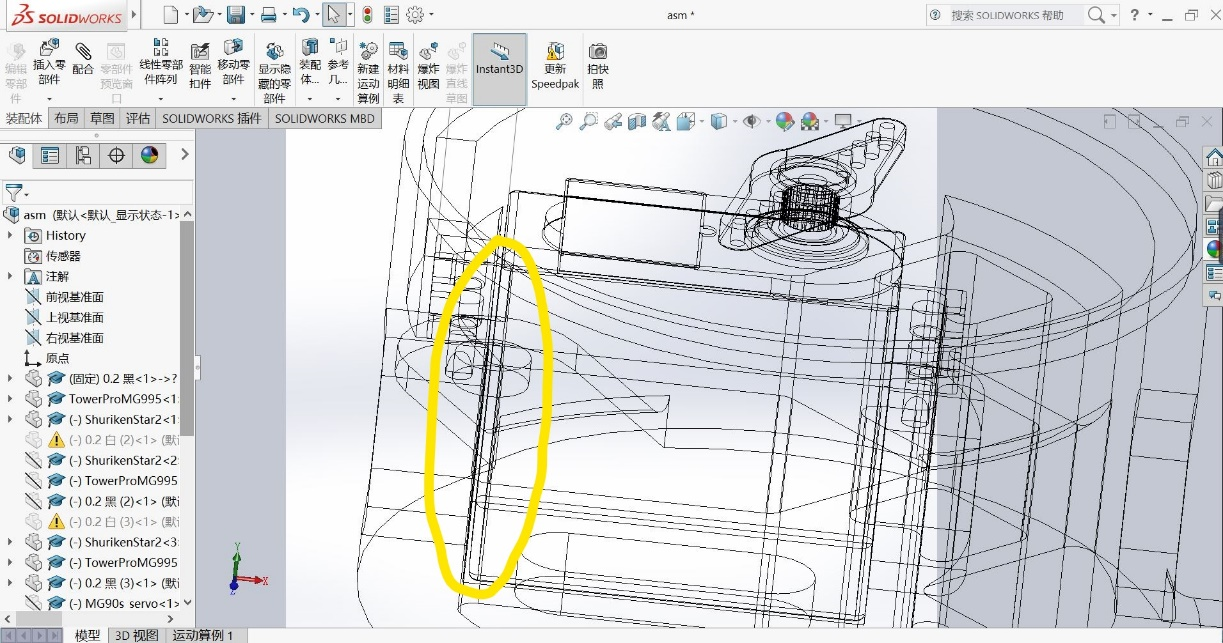 SOLIDWORKS
asm *
搜索 SOLIDWORKS 帮助
?
编辑零部件
插入零部件
配合
零部件预览窗口
线性零部件阵列
智能扣件
移动零部件
显示隐藏的零部件
装配体...
参考几...
新建运动算例
材料明细表
爆炸视图
爆炸直线草图
Instant3D
更新 Speedpak
拍快照
装配体
布局
草图
评估
SOLIDWORKS 插件
SOLIDWORKS MBD
asm (默认<默认_显示状态-1>
History
传感器
注解
前视基准面
上视基准面
右视基准面
原点
(固定) 0.2 黑<1>->?
TowerProMG995<1
(-) ShurikenStar2<1
(-) 0.2 白 (2)<1> (默
(-) ShurikenStar2<2
(-) TowerProMG995
(-) 0.2 黑 (2)<1> (默
(-) 0.2 白 (3)<1> (默
(-) ShurikenStar2<3
(-) TowerProMG995
(-) 0.2 黑 (3)<1> (默
(-) MG90s servo<1>
Y
X
Z
模型
3D 视图
运动算例 1